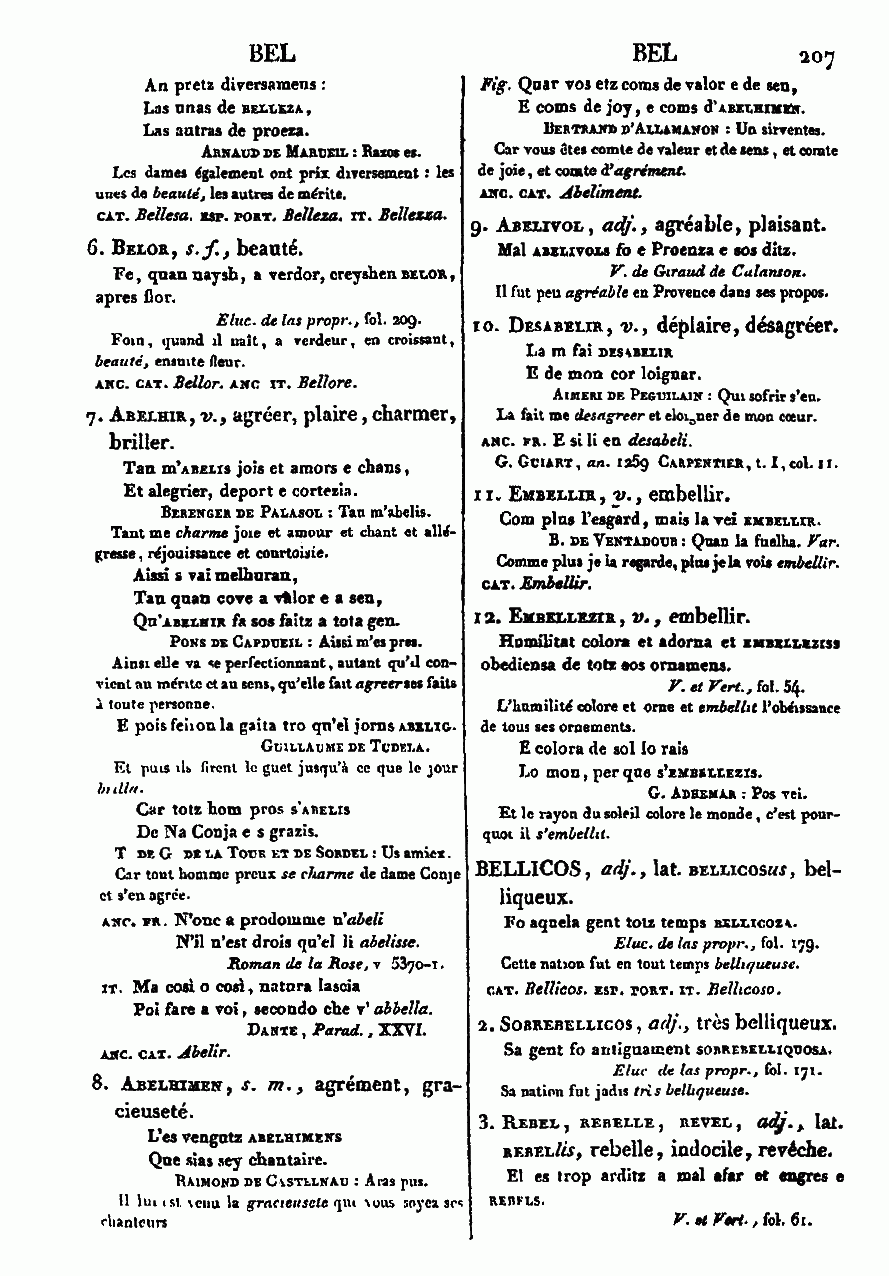 BEL
An pretz diversamens :
Las unas de BELLEZA,
Las autras de proeza.
ARNAUD DE MARUEIL : Razos es.
Les dames également ont prix diversement : les
unes de beauté, les autres de mérite.
CAT. Bellesa. ESP. PORT. Belleza. IT. Bellezza.
6. BELOR, s. f., beauté.
Fe, quan naysh, a verdor, creyshen BELOR,
apres flor.
Eluc. de las propr., fol. 209.
Foin, quand il naît, a verdeur, en croissant,
beauté, ensuite fleur.
ANC. CAT. Bellor. ANC IT. Bellore.
7. ABELHIR, v., agréer, plaire, charmer,
briller.
Tan m'ABELIS jois et amors e chans,
Et alegrier, deport e cortezia.
BERENGER DE PALASOL : Tan m'abelis.
Tant me charme joie et amour et chant et allé-
gresse, réjouissance et courtoisie.
Aissi s vai melhuran,
Tan quan cove a valor e a sen,
Qu'ABELHIR fa sos faitz a tota gen.
PONS DE CAPDUEIL : Aissi m'es pres.
Ainsi elle va se perfectionnant, autant qu'il con-
vient au mérite et au sens, qu'elle fait agreer ses faits
à toute personne.
E pois feiron la gaita tro qu'el jorns ABELIG.
GUILLAUME DE TUDELA.
Et puis ils firent le guet jusqu'à ce que le jour
brilla.
Car totz hom pros s'ABELIS
De Na Conja e s grazis.
T DE G DE LA TOUR ET DE SORDEL : Us amicx.
Car tout homme preux se charme de dame Conje
et s'en agrée.
ANC. FR. N'onc a prodomme n'abeli
N'il n'est drois qu'el li abelisse.
Roman de la Rose, v 5370-1.
IT. Ma così o così, natura lascia
Poi fare a voi, secondo che v' abbella.
DANTE, Parad., XXVI.
ANC. CAT. Abelir.
8. ABELHIMEN, s. m., agrément, gra-
cieuseté.
L'es vengutz ABELHIMENS
Que sias sey chantaire.
RAIMOND DE CASTELNAU : Aras pus.
Il lui est venu la gracieuseté que vous soyez ses
chanteurs
BEL 207
Fig. Quar vos etz coms de valor e de sen,
E coms de joy, e coms d'ABELHIMEN.
BERTRAND D'ALLAMANON : Un sirventes.
Car vous êtes comte de valeur et de sens, et comte
de joie, et comte d'agrément.
ANC. CAT. Abeliment.
9. ABELIVOL, adj., agréable, plaisant.
Mal ABELIVOLS fo e Proenza e sos ditz.
V. de Giraud de Calanson.
Il fut peu agréable en Provence dans ses propos.
10. DESABELIR, v., déplaire, désagréer.
La m fai DESABELIR
E de mon cor loignar.
AIMERI DE PEGUILAIN : Qui sofrir s'en.
La fait me desagreer et eloigner de mon cœur.
ANC. FR. E si li en desabeli.
G. GUIART, an. 1259 CARPENTIER, t. I, col. 11.
11. EMBELLIR, v., embellir.
Com plus l'esgard, mais la vei EMBELLIR.
B. DE VENTADOUR : Quan la fuelha. Var.
Comme plus je la regarde, plus je la vois embellir.
CAT. Embellir.
12. EMBELLEZIR, v., embellir.
Humilitat colora et adorna et EMBELLEZISS
obediensa de totz sos ornamens.
V. et Vert., fol. 54.
L'humilité colore et orne et embellit l'obéissance
de tous ses ornements.
E colora de sol lo rais
Lo mon, per que s'EMBELLEZIS.
G. ADHEMAR : Pos vei.
Et le rayon du soleil colore le monde, c'est pour-
quoi il s'embellit.
BELLICOS, adj., lat. BELLICOSus, bel-
liqueux.
Fo aquela gent totz temps BELLICOZA.
Eluc. de las propr., fol. 179.
Cette nation fut en tout temps belliqueuse.
CAT. Bellicos. ESP. PORT. IT. Bellicoso.
2. SOBREBELLICOS, adj., très belliqueux.
Sa gent fo antiguament SOBREBELLIQUOSA.
Eluc de las propr., fol. 171.
Sa nation fut jadis très belliqueuse.
3. REBEL, REBELLE, REVEL, adj., lat.
REBELlis, rebelle, indocile, revêche.
El es trop arditz a mal afar et engres e
REBELS.
V. et Vert., fol. 61.